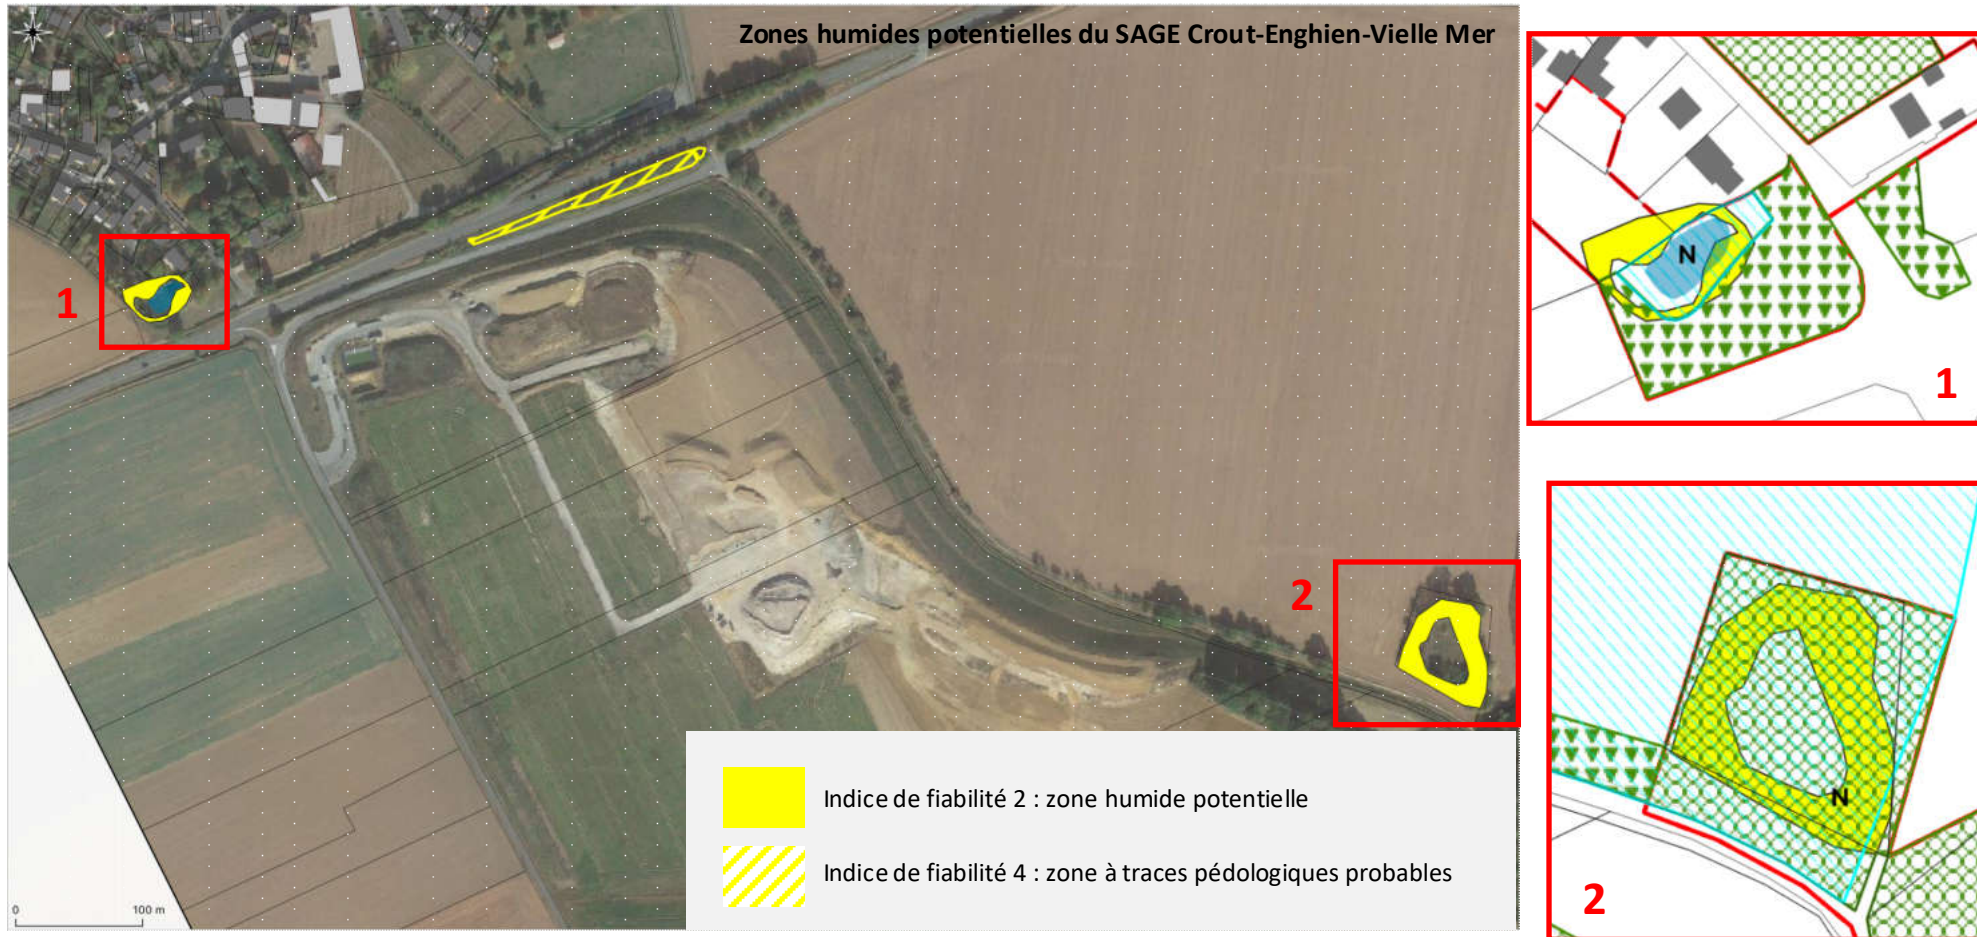 Zones humides potentielles du SAGE Crout-Enghien-Vielle Mer
1
2
Indice de fiabilité 2 : zone humide potentielle
Indice de fiabilité 4 : zone à traces pédologiques probables
0 100 m
N
1
N
2